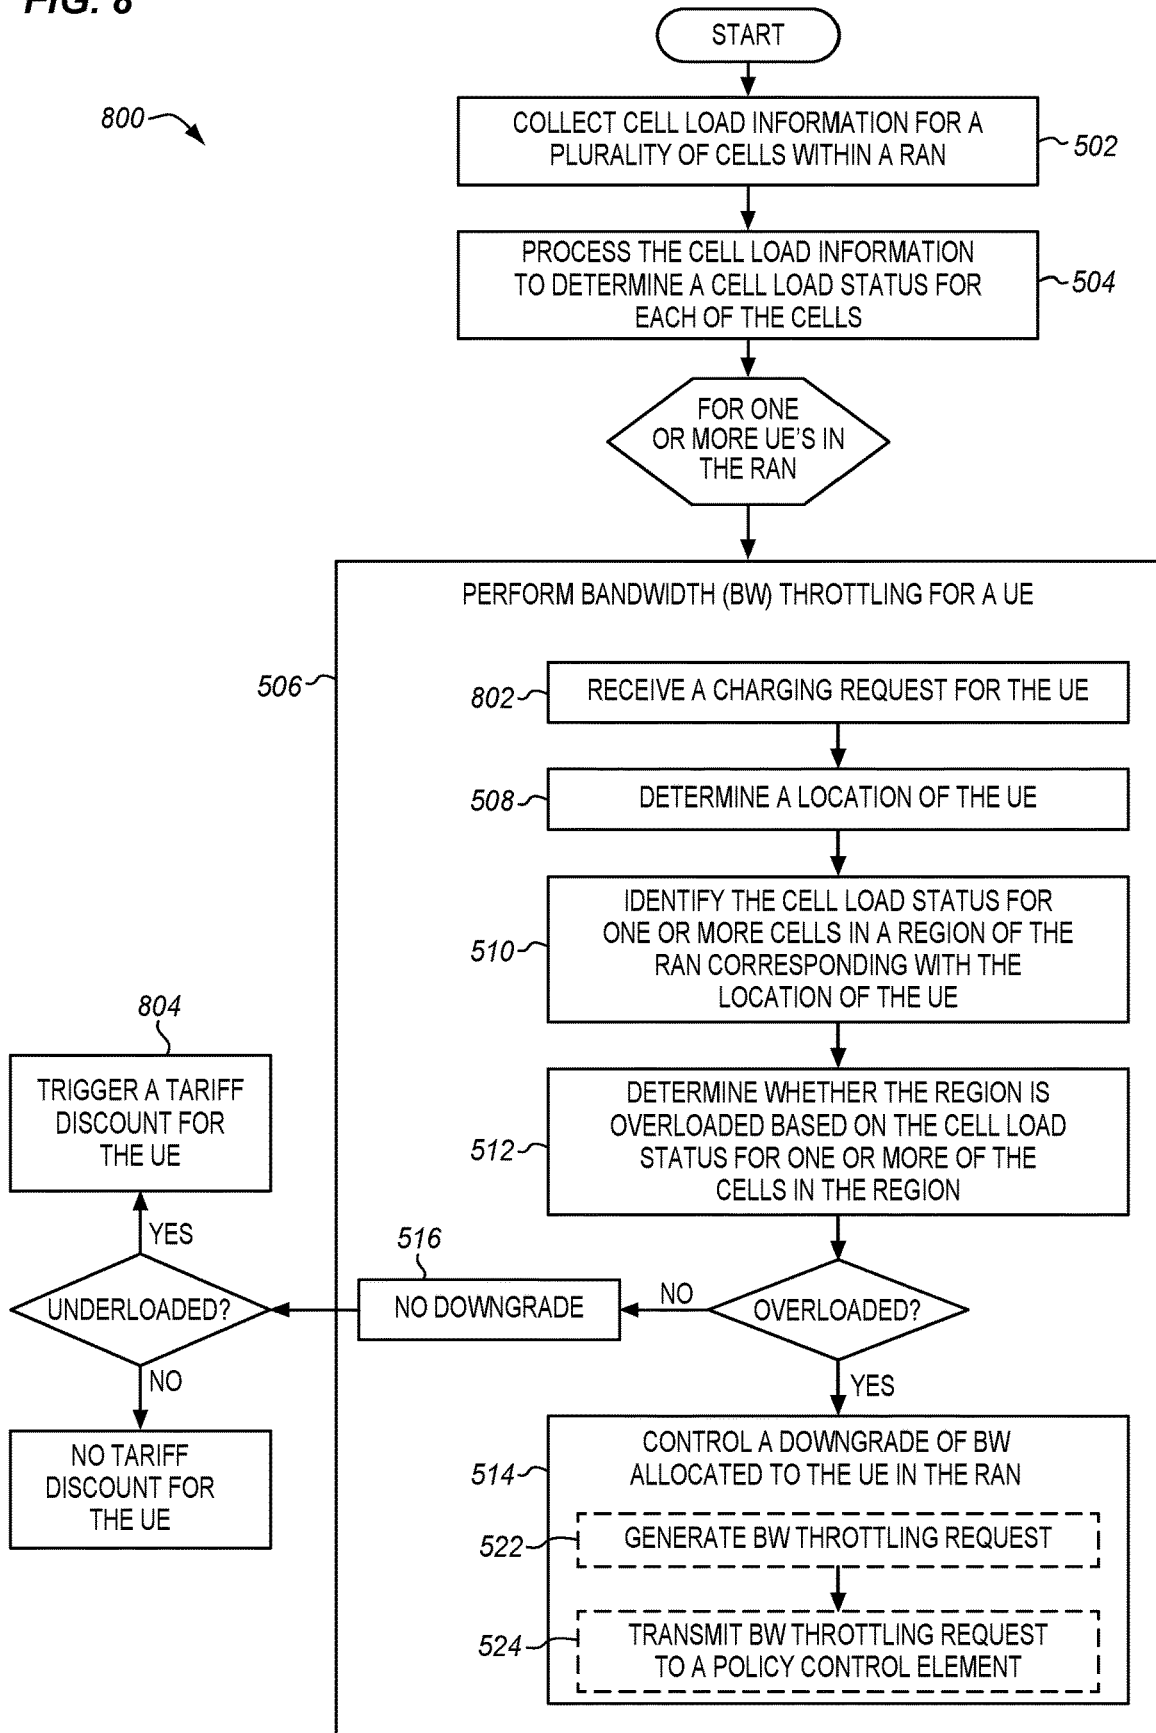 FIG. 8
START
800
COLLECT CELL LOAD INFORMATION FOR A
PLURALITY OF CELLS WITHIN A RAN
502
PROCESS THE CELL LOAD INFORMATION
TO DETERMINE A CELL LOAD STATUS FOR
EACH OF THE CELLS
504
FOR ONE
OR MORE UE'S IN
THE RAN
PERFORM BANDWIDTH (BW) THROTTLING FOR A UE
506
802
RECEIVE A CHARGING REQUEST FOR THE UE
508
DETERMINE A LOCATION OF THE UE
510
IDENTIFY THE CELL LOAD STATUS FOR
ONE OR MORE CELLS IN A REGION OF THE
RAN CORRESPONDING WITH THE
LOCATION OF THE UE
512
DETERMINE WHETHER THE REGION IS
OVERLOADED BASED ON THE CELL LOAD
STATUS FOR ONE OR MORE OF THE
CELLS IN THE REGION
OVERLOADED?
NO
516
NO DOWNGRADE
UNDERLOADED?
YES
804
TRIGGER A TARIFF
DISCOUNT FOR
THE UE
NO
NO TARIFF
DISCOUNT FOR
THE UE
YES
514
CONTROL A DOWNGRADE OF BW
ALLOCATED TO THE UE IN THE RAN
522
GENERATE BW THROTTLING REQUEST
524
TRANSMIT BW THROTTLING REQUEST
TO A POLICY CONTROL ELEMENT